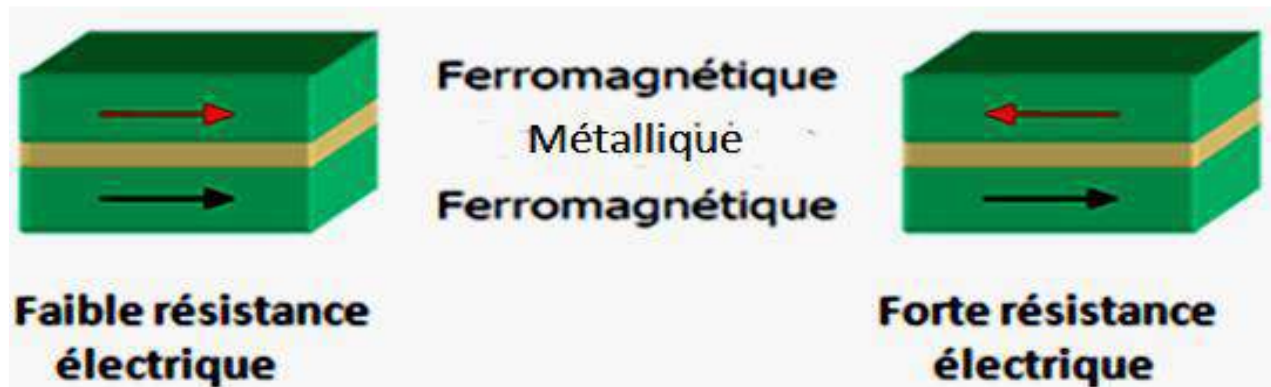 Ferromagnétique
Métallique
Ferromagnétique
Faible résistance
électrique
Forte résistance
électrique